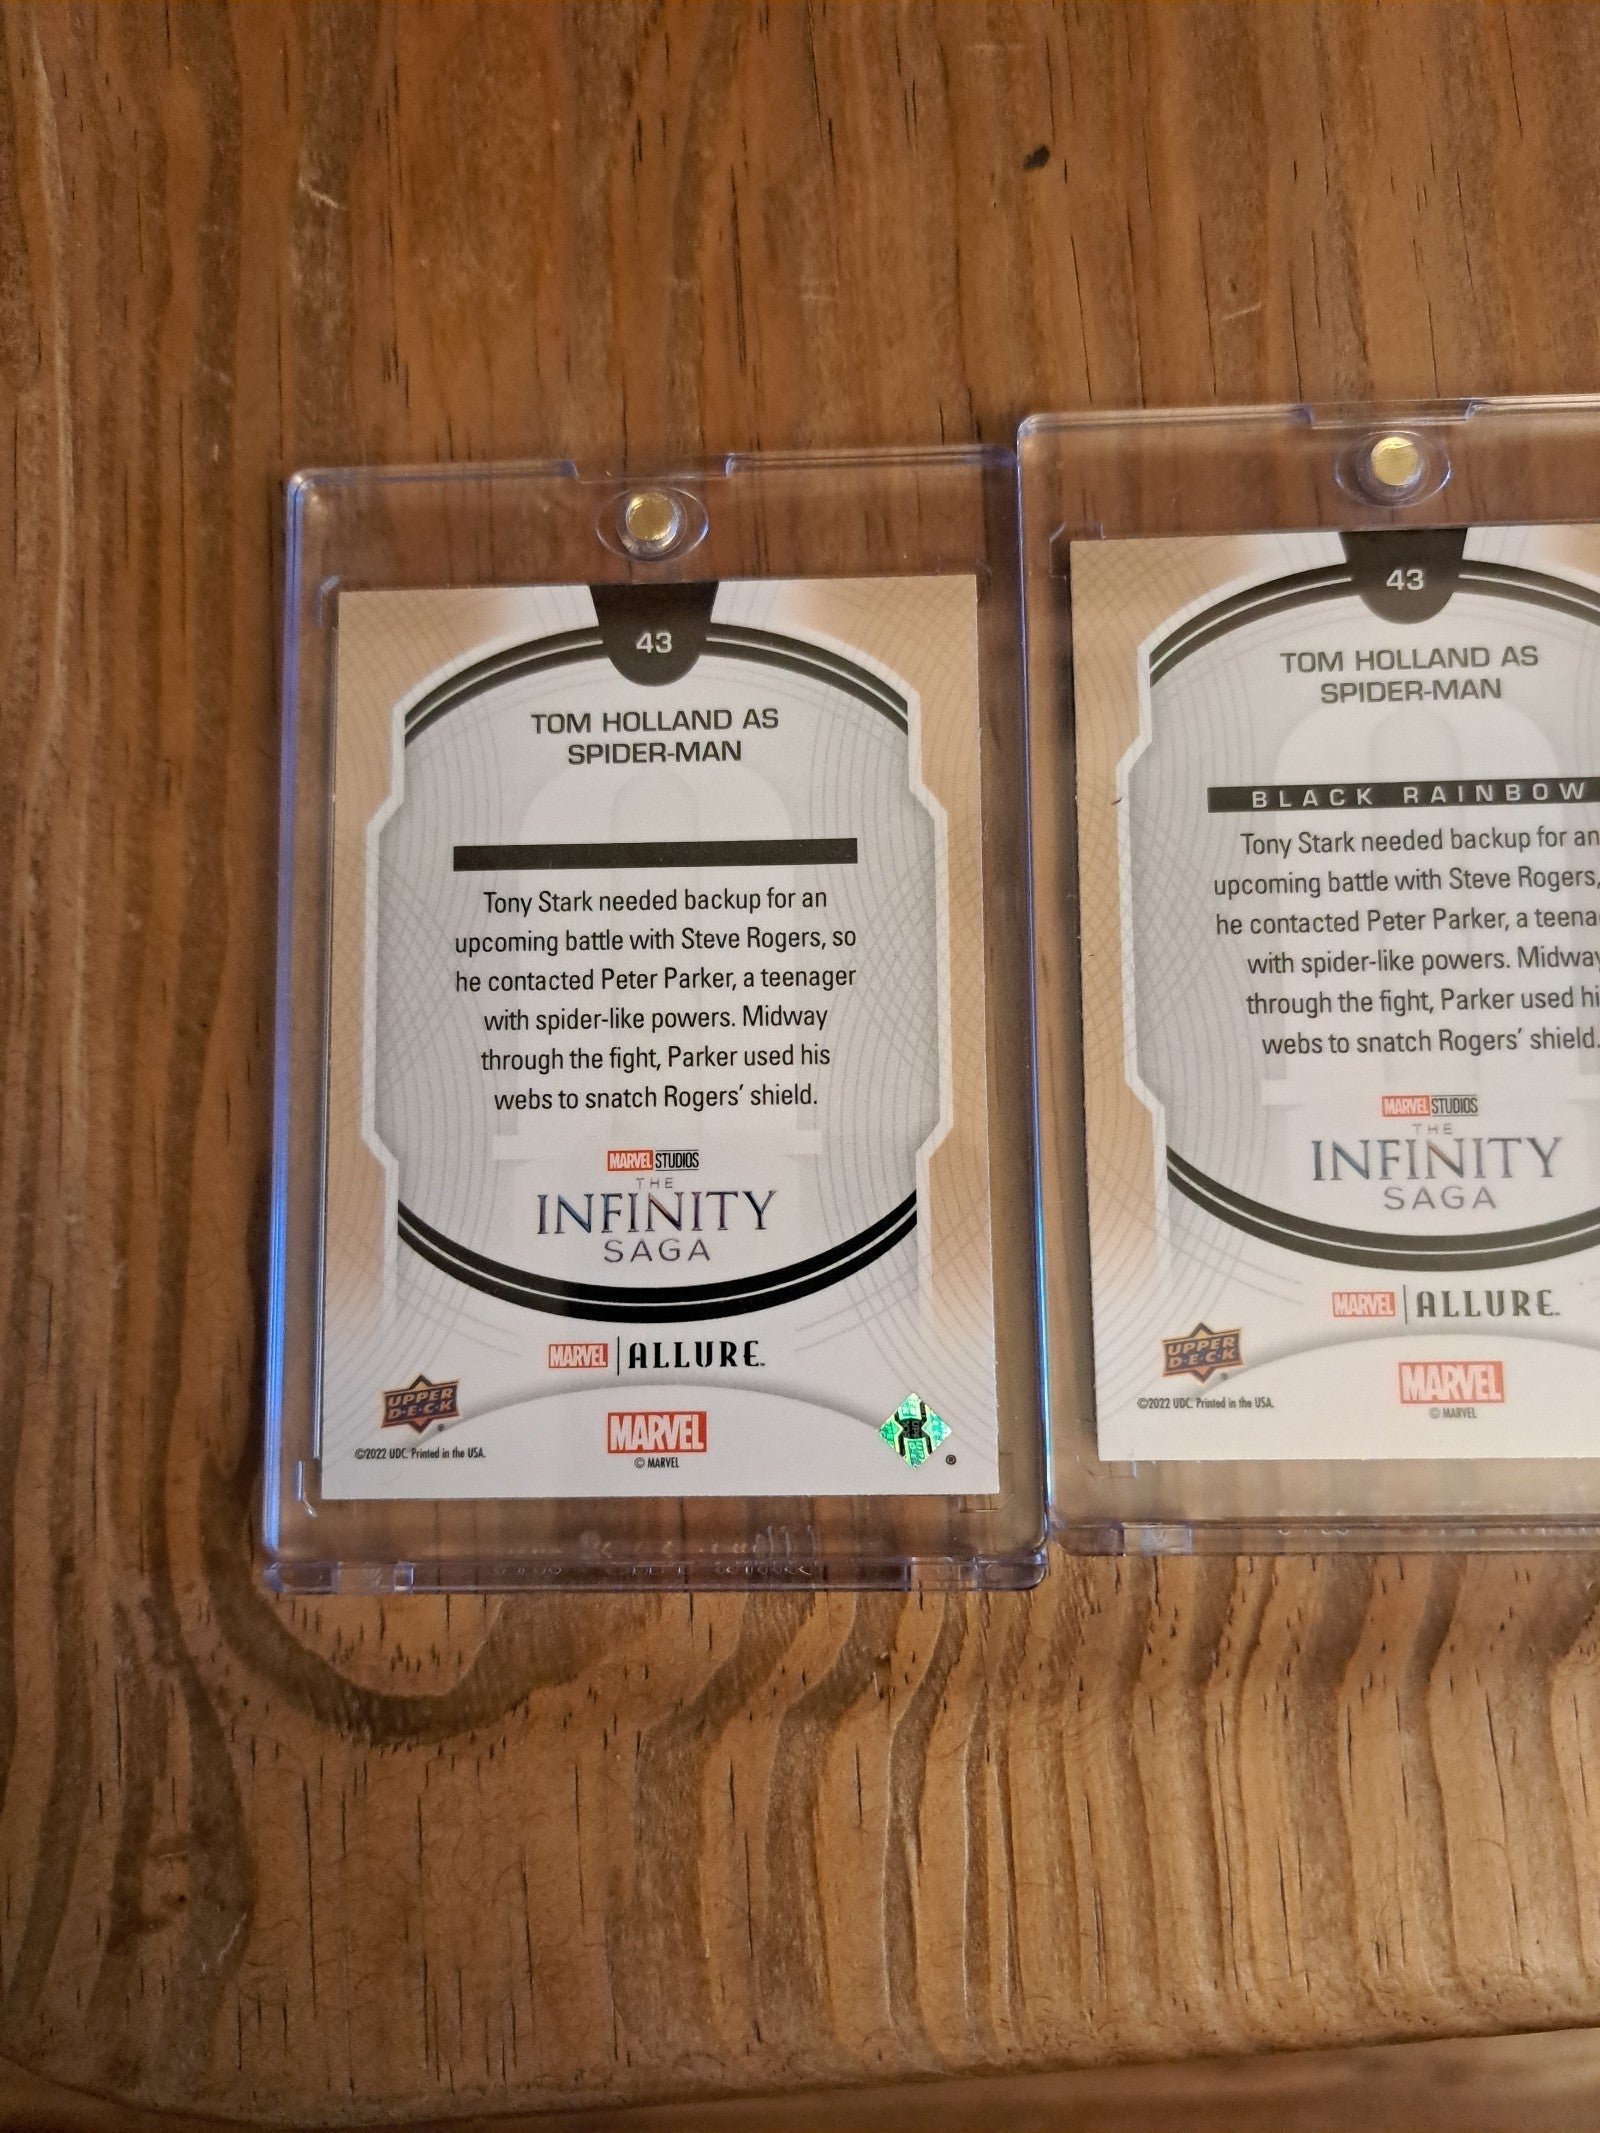 43
TOM HOLLAND AS
SPIDER-MAN
Tony Stark needed backup for an
upcoming battle with Steve Rogers, so
he contacted Peter Parker, a teenager
with spider-like powers. Midway
through the fight, Parker used his
webs to snatch Rogers' shield.
MARVEL STUDIOS
THE
INFINITY
SAGA
MARVEL | ALLURE™
UPPER
D·E·C·K ®
©2022 UDC. Printed in the USA.
MARVEL
© MARVEL
®
43
TOM HOLLAND AS
SPIDER-MAN
BLACK RAINBOW
Tony Stark needed backup for an
upcoming battle with Steve Rogers,
he contacted Peter Parker, a teena
with spider-like powers. Midway
through the fight, Parker used hi
webs to snatch Rogers' shield.
MARVEL STUDIOS
THE
INFINITY
SAGA
MARVEL | ALLURE™
UPPER
D·E·C·K ®
©2022 UDC. Printed in the USA.
MARVEL
© MARVEL